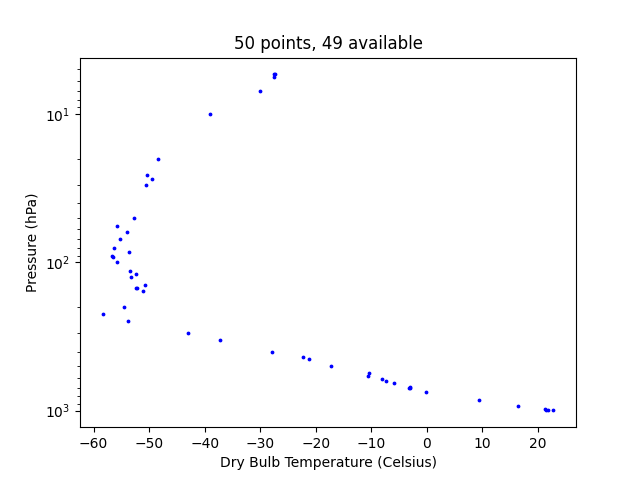 50 points, 49 available
10¹
10²
10³
Pressure (hPa)
−60 −50 −40 −30 −20 −10 0 10 20
Dry Bulb Temperature (Celsius)